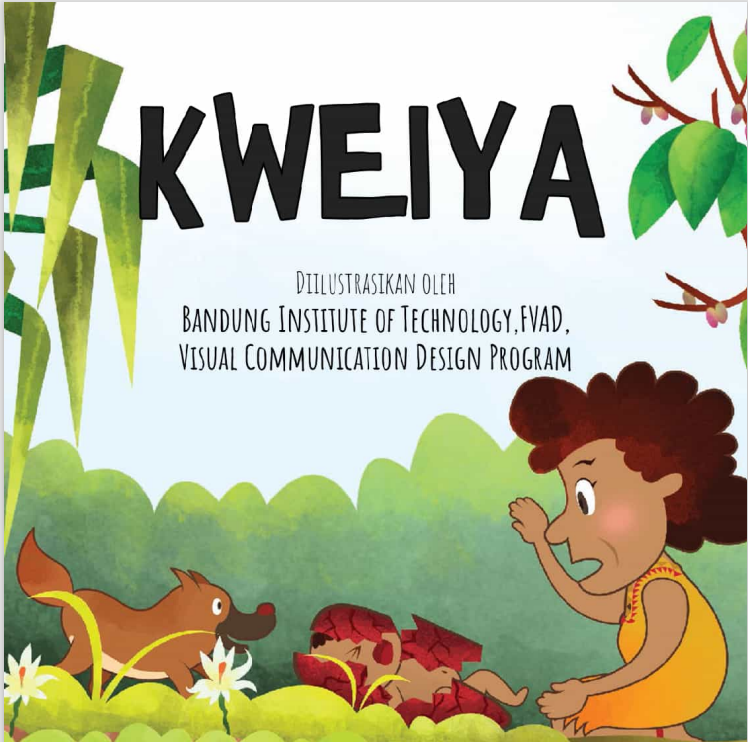 KWEIYA
DIILUSTRASIKAN OLEH
BANDUNG INSTITUTE OF TECHNOLOGY,FVAD,
VISUAL COMMUNICATION DESIGN PROGRAM